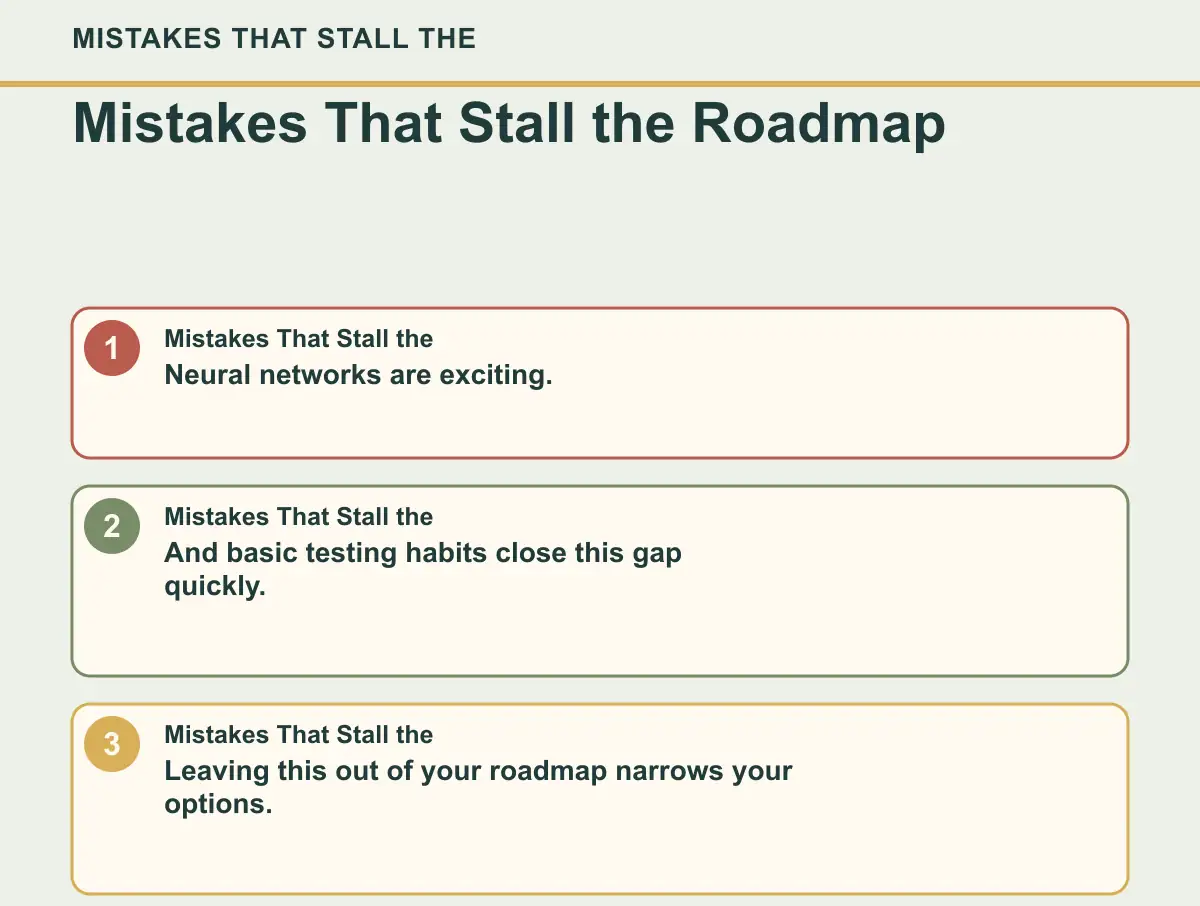 MISTAKES THAT STALL THE
Mistakes That Stall the Roadmap
1
Mistakes That Stall the
Neural networks are exciting.
2
Mistakes That Stall the
And basic testing habits close this gap
quickly.
3
Mistakes That Stall the
Leaving this out of your roadmap narrows your
options.